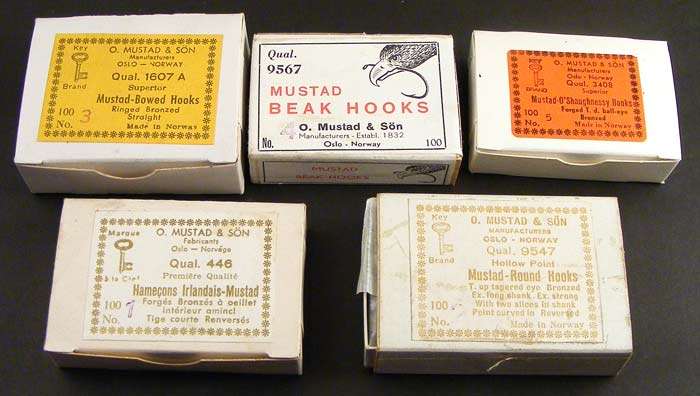 Key
Brand
O. MUSTAD & SÖN
Manufacturers
OSLO - NORWAY
Qual. 1607 A
Superior
Mustad-Bowed Hooks
Ringed Bronzed
Straight
Made in Norway
100
No. 3
Qual.
9567
MUSTAD
BEAK HOOKS
O. Mustad & Sön
Manufacturers - Establ. 1832
Oslo - Norway
100
MUSTAD
BEAK HOOKS
KEY
BRAND
O. MUSTAD & SÖN
Manufacturers
Oslo - Norway
Qual. 3406
Superior
Mustad-O'Shaughnessy Hooks
Forged T. d. ball-eye
Bronzed
Made in Norway
100
No. 5
Marque
à la Clef
O. MUSTAD & SÖN
Fabricants
Oslo - Norvège
Qual. 446
Première Qualité
Hameçons Irlandais-Mustad
Forgés Bronzés à oeillet
Intérieur aminci
Tige courte Renversés
100
No. 1
Key
Brand
O. MUSTAD & SÖN
MANUFACTURERS
OSLO - NORWAY
Qual. 9547
Hollow Point
Mustad-Round Hooks
T. up tapered eye Bronzed
Ex. long shank. Ex. strong
With two slices in shank
Point curved in Reversed
Made in Norway
100
No.